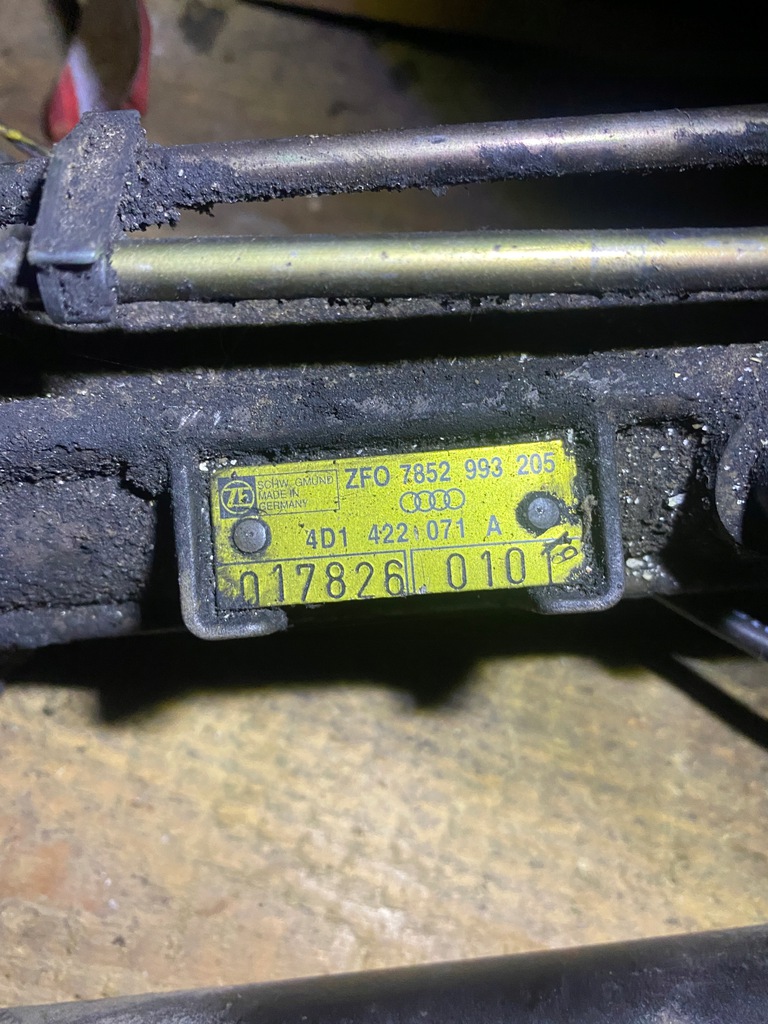 ZF
SCHW. GMÜND
MADE IN
GERMANY
ZFO 7852 993 205
4D1 422 071 A
017826 010